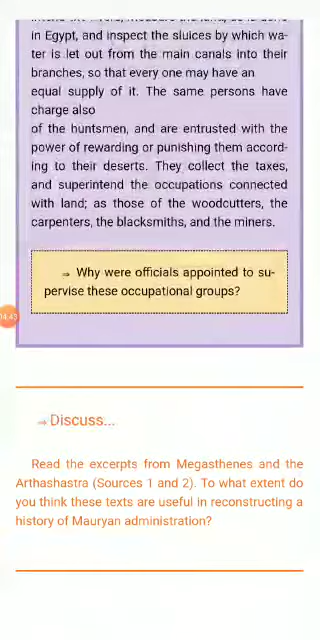 in Egypt, and inspect the sluices by which wa-
ter is let out from the main canals into their
branches, so that every one may have an
equal supply of it. The same persons have
charge also
of the huntsmen, and are entrusted with the
power of rewarding or punishing them accord-
ing to their deserts. They collect the taxes,
and superintend the occupations connected
with land; as those of the woodcutters, the
carpenters, the blacksmiths, and the miners.
⇒ Why were officials appointed to su-
pervise these occupational groups?
04:43
⇒ Discuss...
Read the excerpts from Megasthenes and the
Arthashastra (Sources 1 and 2). To what extent do
you think these texts are useful in reconstructing a
history of Mauryan administration?